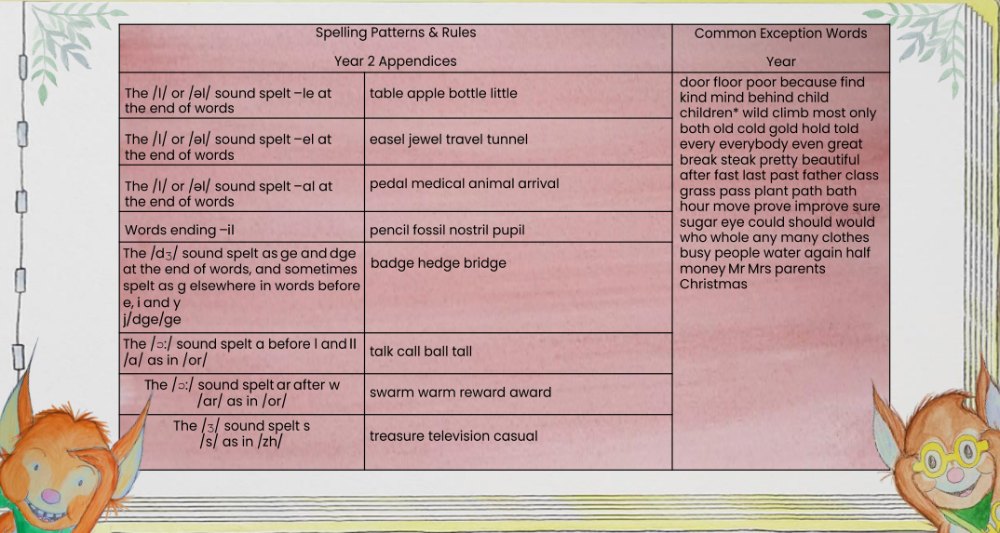 Spelling Patterns & Rules
Year 2 Appendices
Common Exception Words
Year
The /l/ or /əl/ sound spelt –le at
the end of words
table apple bottle little
The /l/ or /əl/ sound spelt –el at
the end of words
easel jewel travel tunnel
The /l/ or /əl/ sound spelt –al at
the end of words
pedal medical animal arrival
Words ending –il
pencil fossil nostril pupil
The /dʒ/ sound spelt as ge and dge
at the end of words, and sometimes
spelt as g elsewhere in words before
e, i and y
j/dge/ge
badge hedge bridge
The /ɔ:/ sound spelt a before l and ll
/a/ as in /or/
talk call ball tall
The /ɔ:/ sound spelt ar after w
/ar/ as in /or/
swarm warm reward award
The /ʒ/ sound spelt s
/s/ as in /zh/
treasure television casual
door floor poor because find
kind mind behind child
children* wild climb most only
both old cold gold hold told
every everybody even great
break steak pretty beautiful
after fast last past father class
grass pass plant path bath
hour move prove improve sure
sugar eye could should would
who whole any many clothes
busy people water again half
money Mr Mrs parents
Christmas